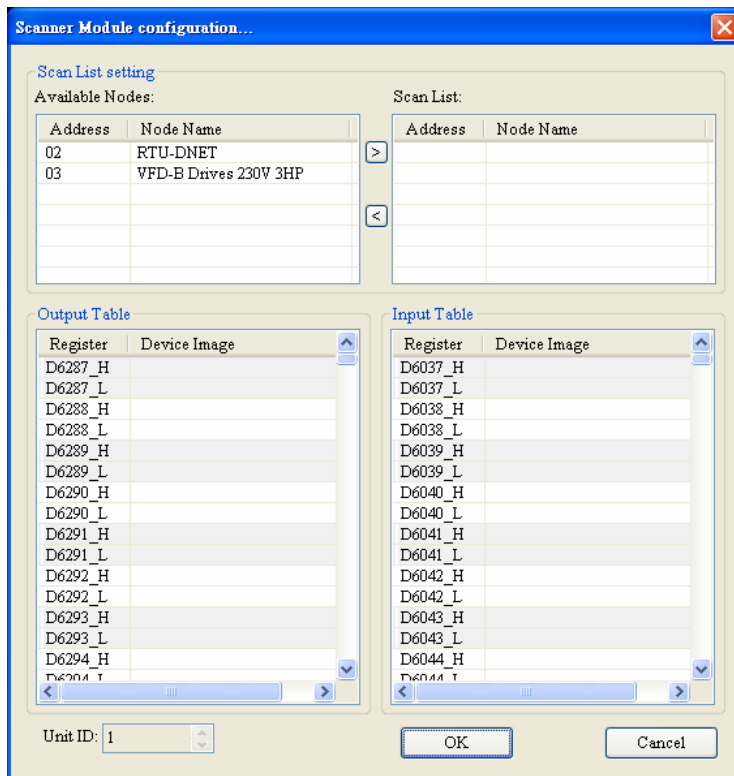 Scanner Module configuration...
Scan List setting
Available Nodes:
Address Node Name
02 RTU-DNET
03 VFD-B Drives 230V 3HP
>
<
Scan List:
Address Node Name
Output Table
Register Device Image
D6287_H
D6287_L
D6288_H
D6288_L
D6289_H
D6289_L
D6290_H
D6290_L
D6291_H
D6291_L
D6292_H
D6292_L
D6293_H
D6293_L
D6294_H
D6294_L
Input Table
Register Device Image
D6037_H
D6037_L
D6038_H
D6038_L
D6039_H
D6039_L
D6040_H
D6040_L
D6041_H
D6041_L
D6042_H
D6042_L
D6043_H
D6043_L
D6044_H
D6044_L
Unit ID: 1
OK
Cancel